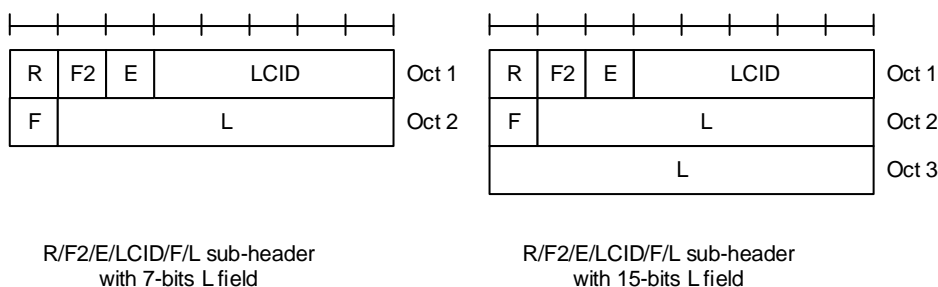 R F2 E LCID Oct 1
F L Oct 2
R/F2/E/LCID/F/L sub-header
with 7-bits L field
R F2 E LCID Oct 1
F L Oct 2
L Oct 3
R/F2/E/LCID/F/L sub-header
with 15-bits L field